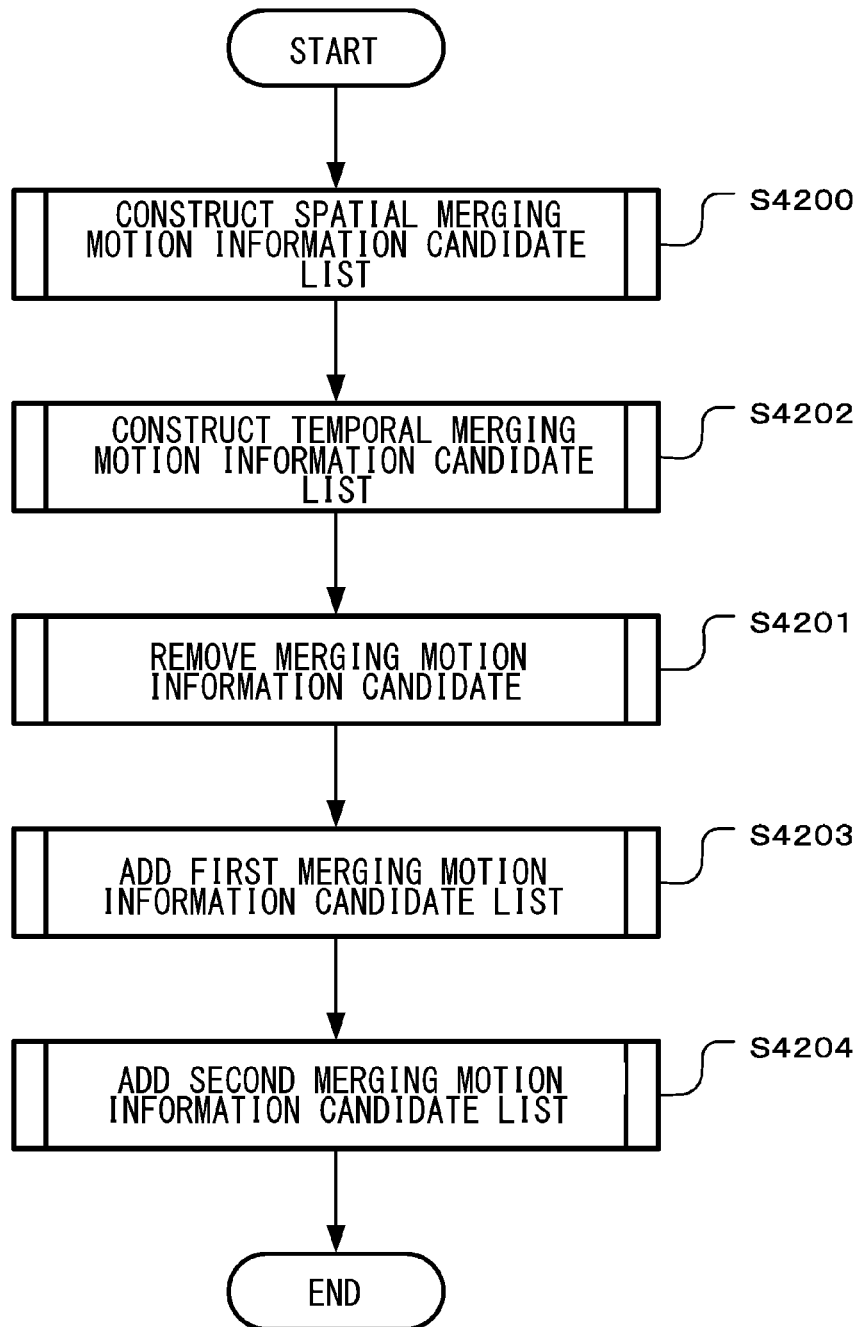 START
CONSTRUCT SPATIAL MERGING
MOTION INFORMATION CANDIDATE
LIST
S4200
CONSTRUCT TEMPORAL MERGING
MOTION INFORMATION CANDIDATE
LIST
S4202
REMOVE MERGING MOTION
INFORMATION CANDIDATE
S4201
ADD FIRST MERGING MOTION
INFORMATION CANDIDATE LIST
S4203
ADD SECOND MERGING MOTION
INFORMATION CANDIDATE LIST
S4204
END